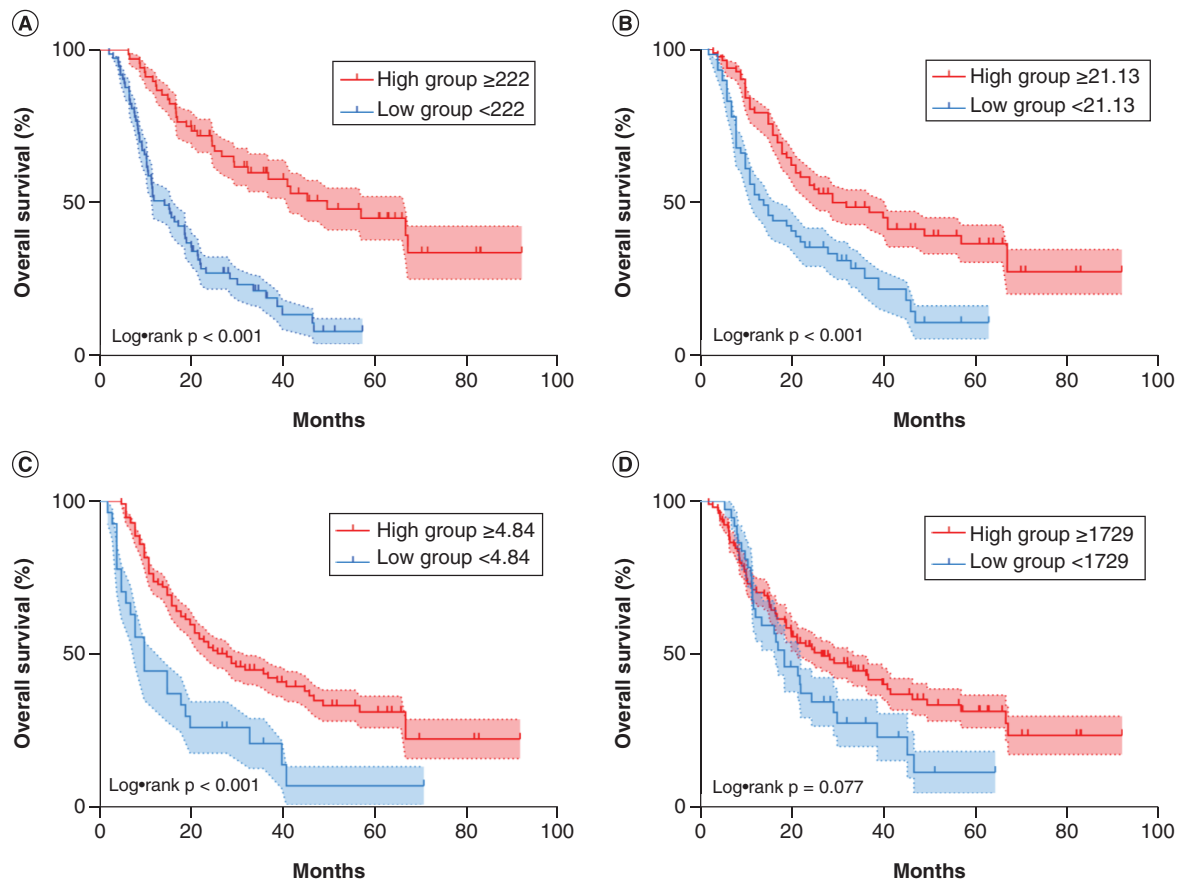 A
Overall survival (%)
100
50
0
High group ≥222
Low group <222
Log•rank p < 0.001
0 20 40 60 80 100
Months
B
Overall survival (%)
100
50
0
High group ≥21.13
Low group <21.13
Log•rank p < 0.001
0 20 40 60 80 100
Months
C
Overall survival (%)
100
50
0
High group ≥4.84
Low group <4.84
Log•rank p < 0.001
0 20 40 60 80 100
Months
D
Overall survival (%)
100
50
0
High group ≥1729
Low group <1729
Log•rank p = 0.077
0 20 40 60 80 100
Months